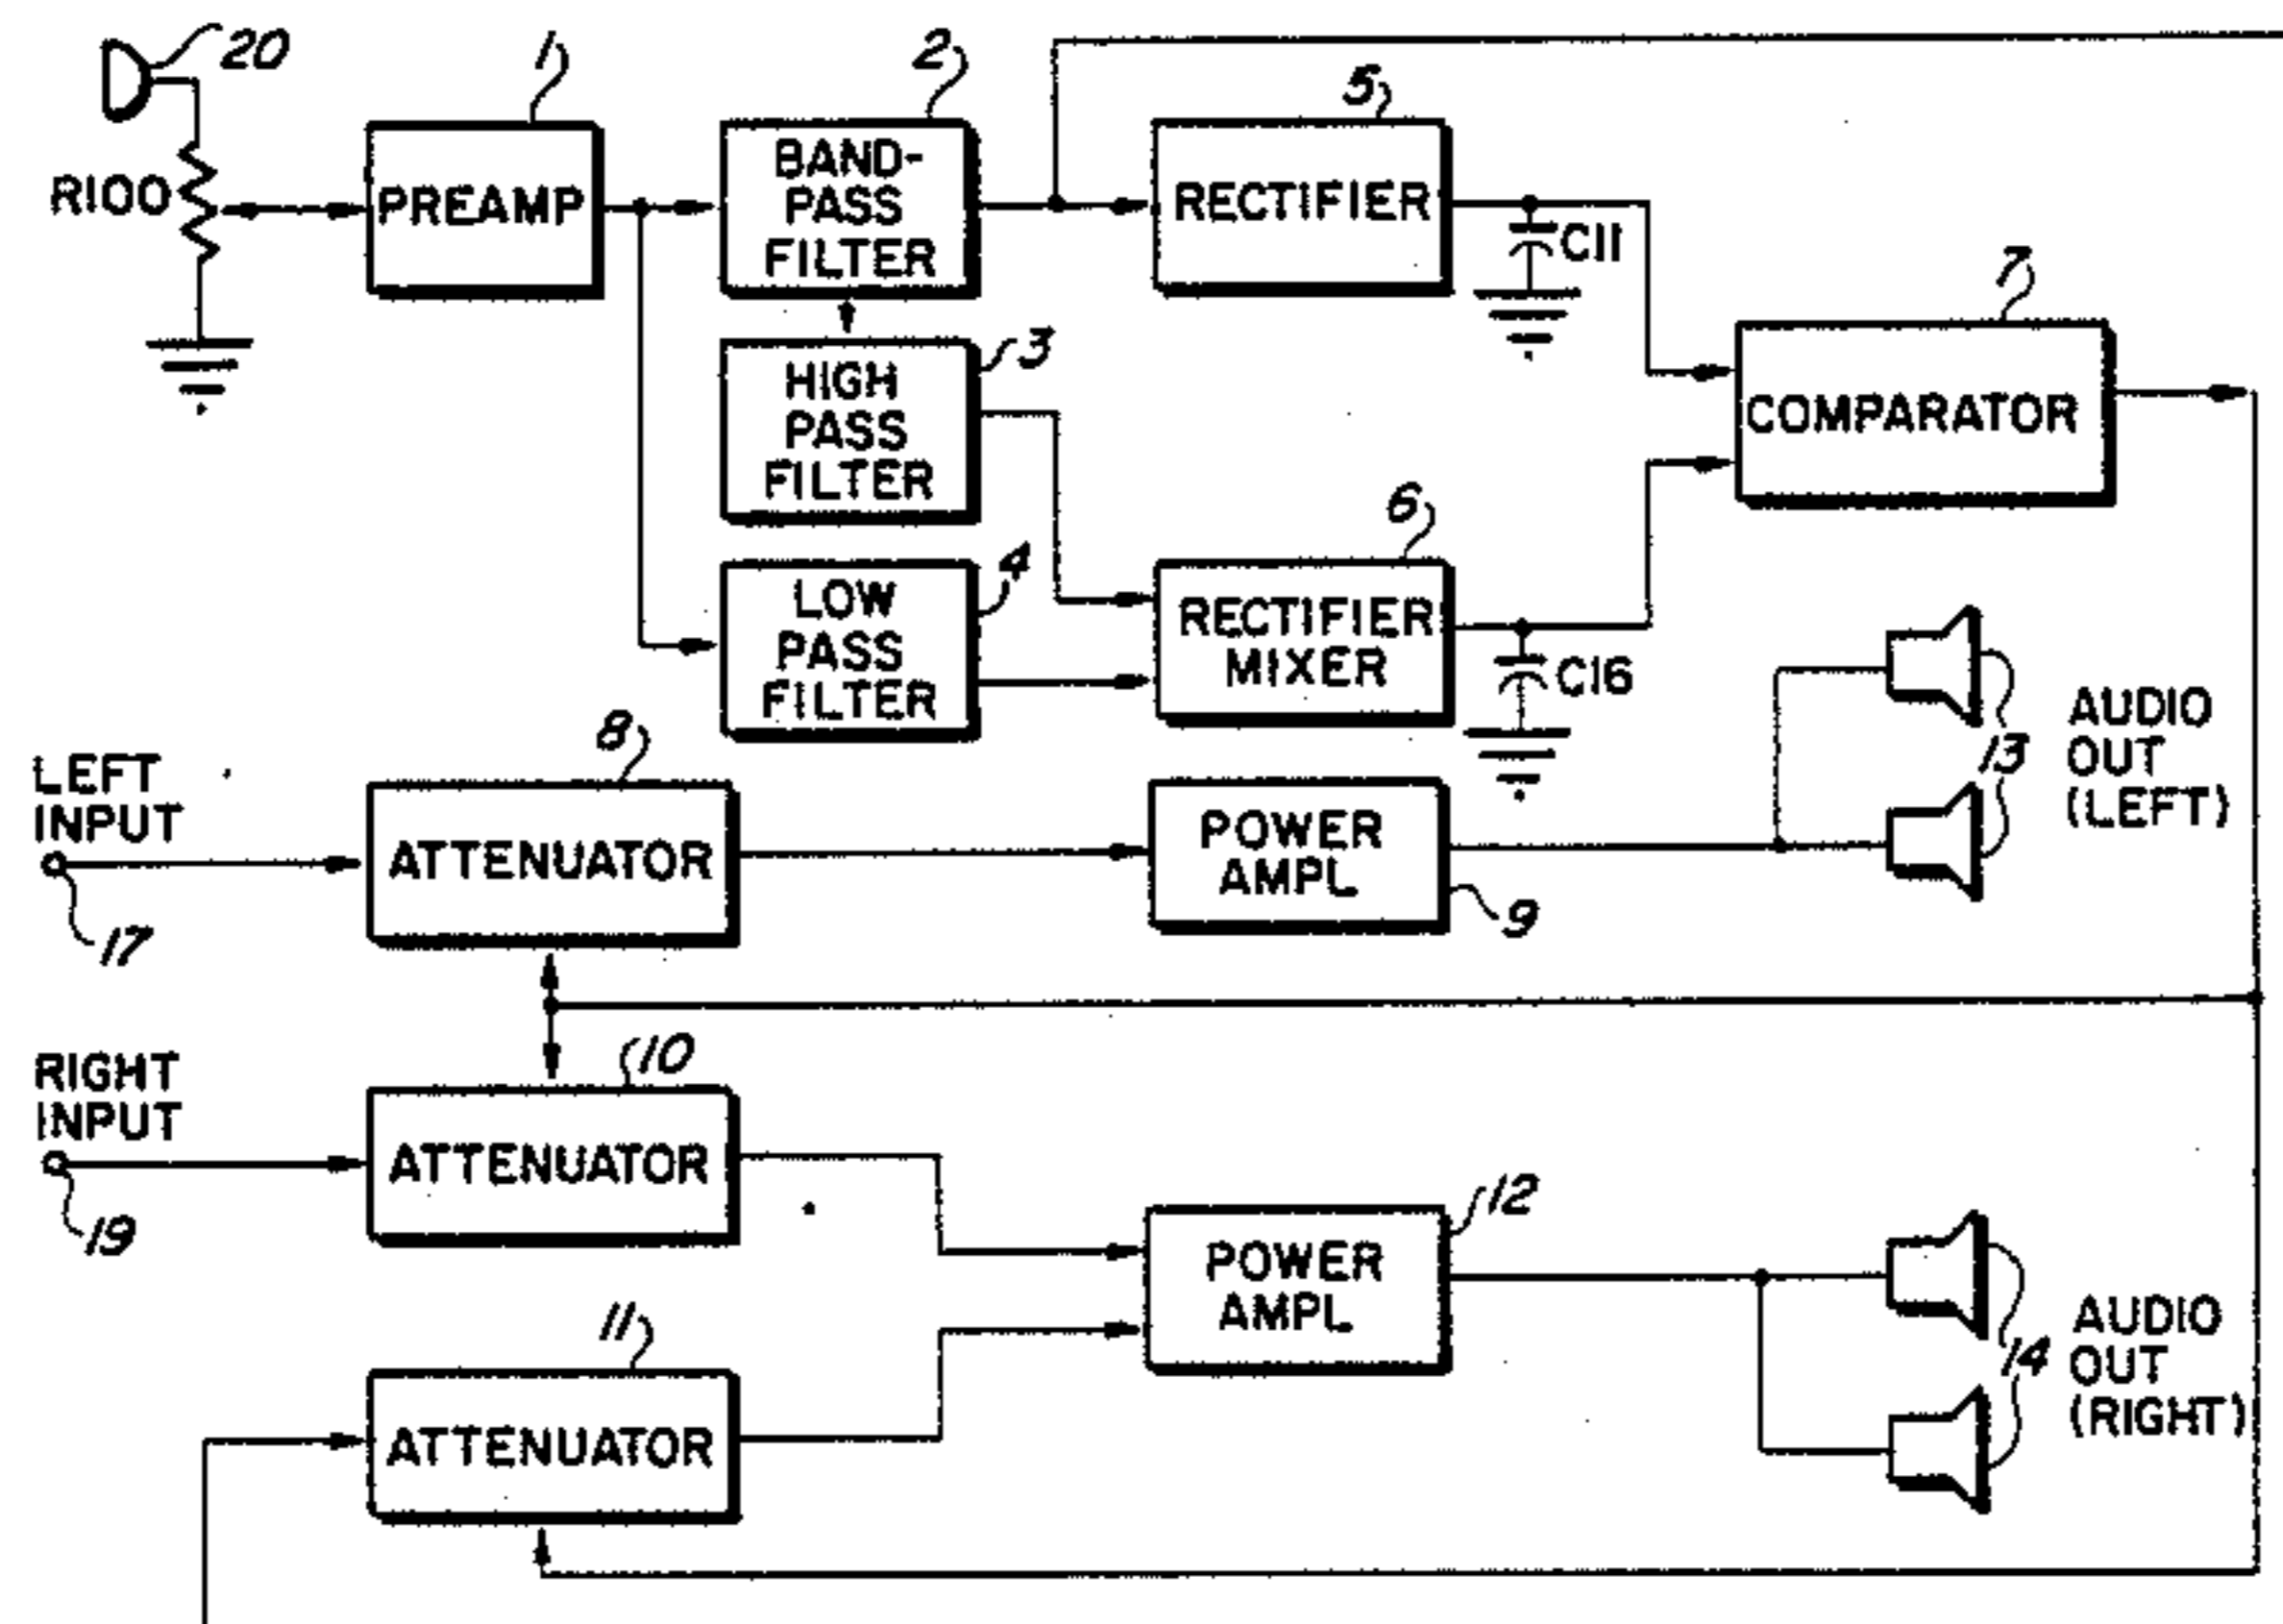 20
R100
1
PREAMP
2
BAND-
PASS
FILTER
5
RECTIFIER
C11
3
HIGH
PASS
FILTER
7
COMPARATOR
4
LOW
PASS
FILTER
6
RECTIFIER
MIXER
C16
13
AUDIO
OUT
(LEFT)
LEFT
INPUT
17
8
ATTENUATOR
POWER
AMPL
9
RIGHT
INPUT
19
10
ATTENUATOR
11
ATTENUATOR
12
POWER
AMPL
14
AUDIO
OUT
(RIGHT)